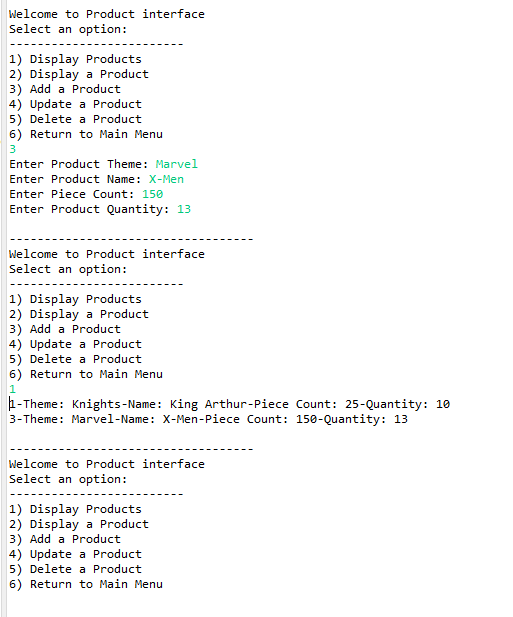 Welcome to Product interface
Select an option:
-------------------------
1) Display Products
2) Display a Product
3) Add a Product
4) Update a Product
5) Delete a Product
6) Return to Main Menu
3
Enter Product Theme: Marvel
Enter Product Name: X-Men
Enter Piece Count: 150
Enter Product Quantity: 13
-----------------------------------
Welcome to Product interface
Select an option:
-------------------------
1) Display Products
2) Display a Product
3) Add a Product
4) Update a Product
5) Delete a Product
6) Return to Main Menu
1
1-Theme: Knights-Name: King Arthur-Piece Count: 25-Quantity: 10
3-Theme: Marvel-Name: X-Men-Piece Count: 150-Quantity: 13
-----------------------------------
Welcome to Product interface
Select an option:
-------------------------
1) Display Products
2) Display a Product
3) Add a Product
4) Update a Product
5) Delete a Product
6) Return to Main Menu